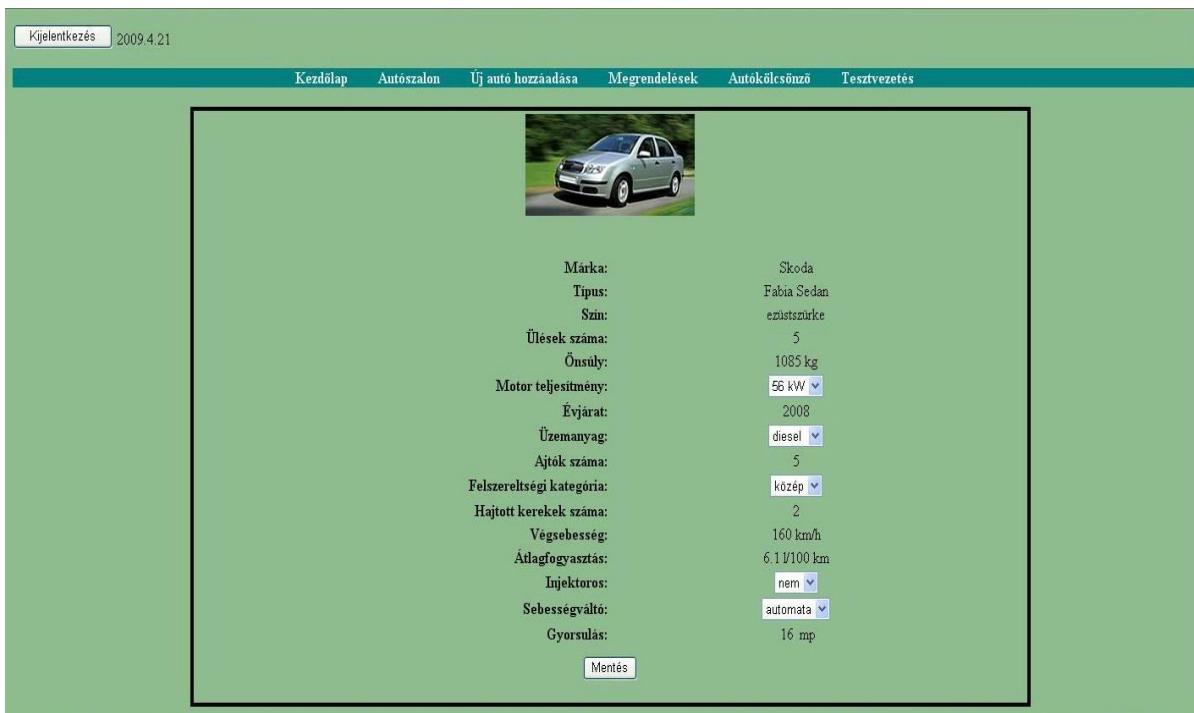 Kijelentkezés 2009.4.21
Kezdőlap Autószalon Új autó hozzáadása Megrendelések Autókölcsönző Tesztvezetés
Márka: Skoda
Típus: Fabia Sedan
Szín: ezüstszürke
Ülések száma: 5
Önsúly: 1085 kg
Motor teljesítmény: 56 kW
Évjárat: 2008
Üzemanyag: diesel
Ajtók száma: 5
Felszereltségi kategória: közép
Hajtott kerekek száma: 2
Végsebesség: 160 km/h
Átlagfogyasztás: 6.1 l/100 km
Injektoros: nem
Sebességváltó: automata
Gyorsulás: 16 mp
Mentés